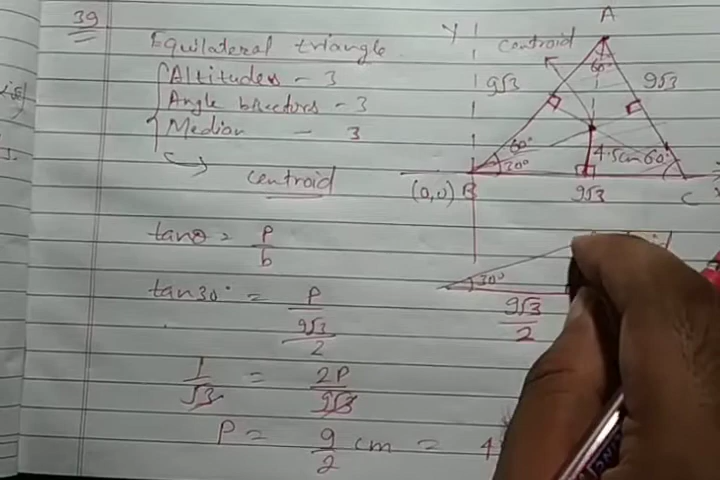 39
Equilateral triangle
Altitudes - 3
Angle bisectors - 3
Median - 3
centroid
tanθ = P/b
tan30° = P/(9√3/2)
1/√3 = 2P/9√3
P = 9/2 cm = 4
Y
A
centroid
60°
9√3
9√3
60°
30°
4.5cm 60°
(0,0) B
9√3
C
30°
9√3/2